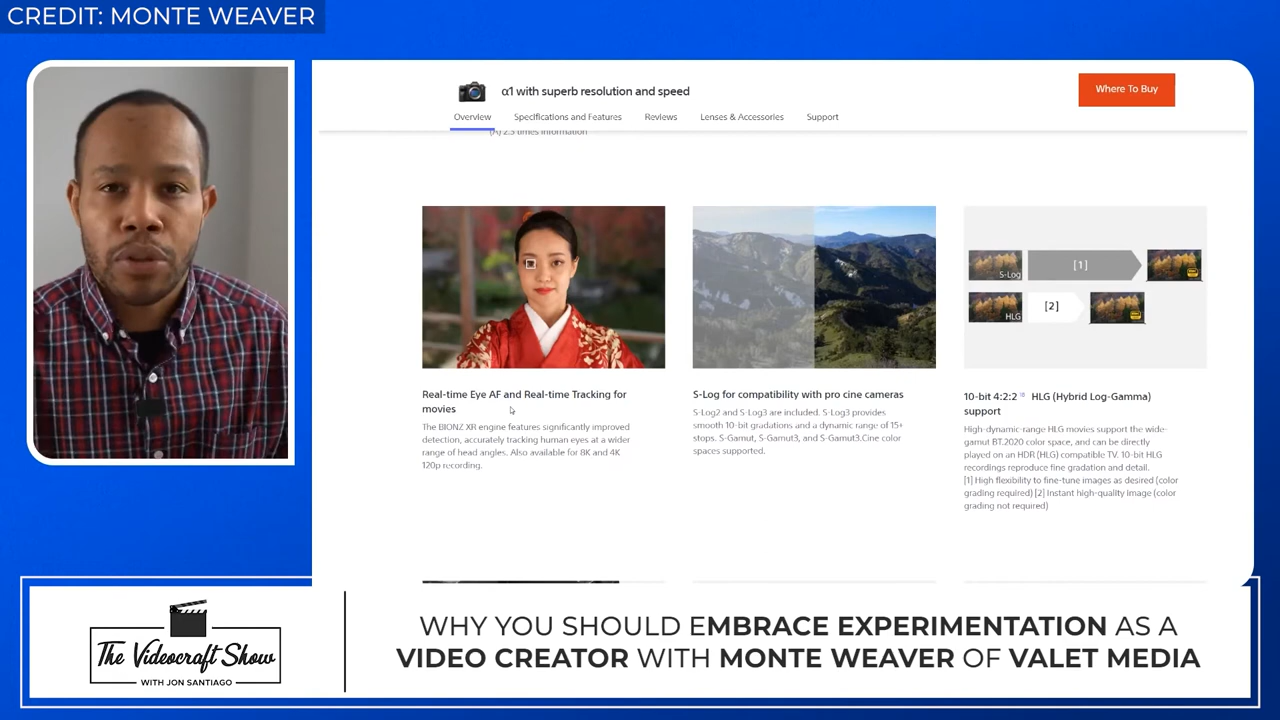 CREDIT: MONTE WEAVER
α1 with superb resolution and speed
Where To Buy
Overview
Specifications and Features
Reviews
Lenses & Accessories
Support
(A) 2.3 times information
S-Log
[1]
HLG
[2]
Real-time Eye AF and Real-time Tracking for
movies
The BIONZ XR engine features significantly improved
detection, accurately tracking human eyes at a wider
range of head angles. Also available for 8K and 4K
120p recording.
S-Log for compatibility with pro cine cameras
S-Log2 and S-Log3 are included. S-Log3 provides
smooth 10-bit gradations and a dynamic range of 15+
stops. S-Gamut, S-Gamut3, and S-Gamut3.Cine color
spaces supported.
10-bit 4:2:2 HLG (Hybrid Log-Gamma)
support
High-dynamic-range HLG movies support the wide-
gamut BT.2020 color space, and can be directly
played on an HDR (HLG) compatible TV. 10-bit HLG
recordings reproduce fine gradation and detail.
[1] High flexibility to fine-tune images as desired (color
grading required) [2] Instant high-quality image (color
grading not required)
The Videocraft Show
WITH JON SANTIAGO
WHY YOU SHOULD EMBRACE EXPERIMENTATION AS A
VIDEO CREATOR WITH MONTE WEAVER OF VALET MEDIA